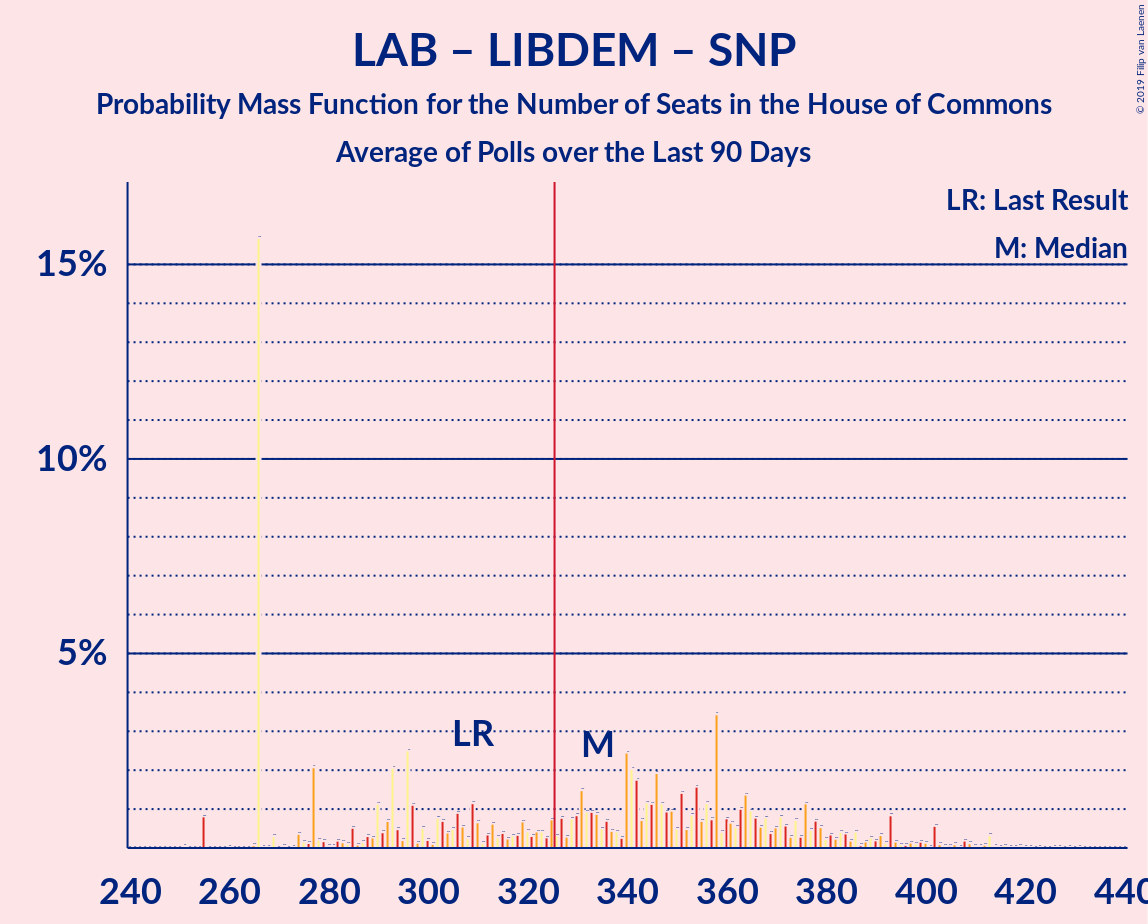 LAB – LIBDEM – SNP
Probability Mass Function for the Number of Seats in the House of Commons
Average of Polls over the Last 90 Days
© 2019 Filip van Laenen
LR: Last Result
M: Median
15%
10%
5%
LR
M
240 260 280 300 320 340 360 380 400 420 440